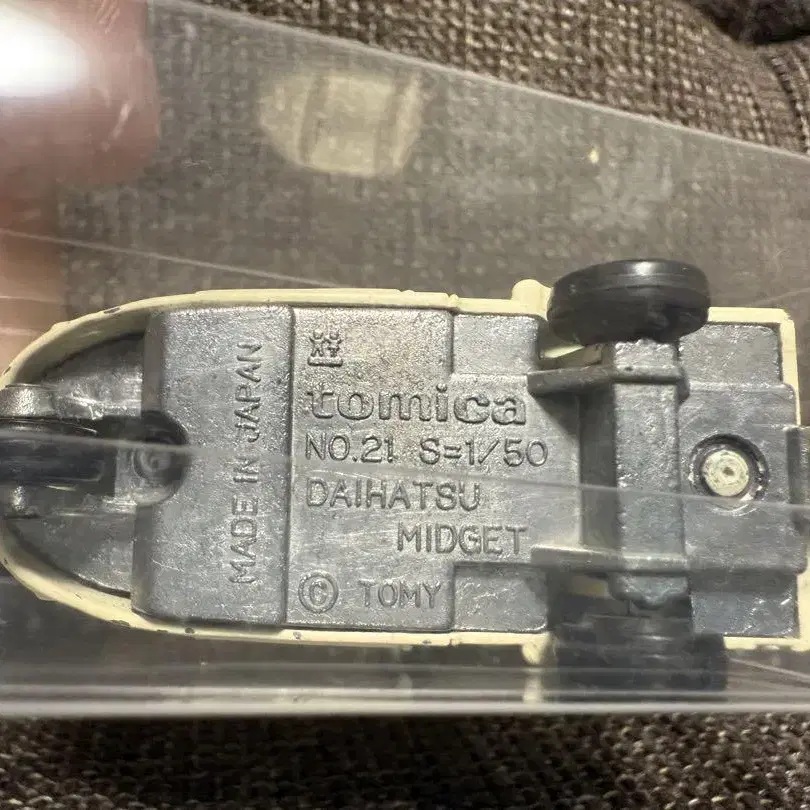 tomica
NO.21 S=1/50
DAIHATSU
MIDGET
© TOMY
MADE IN JAPAN